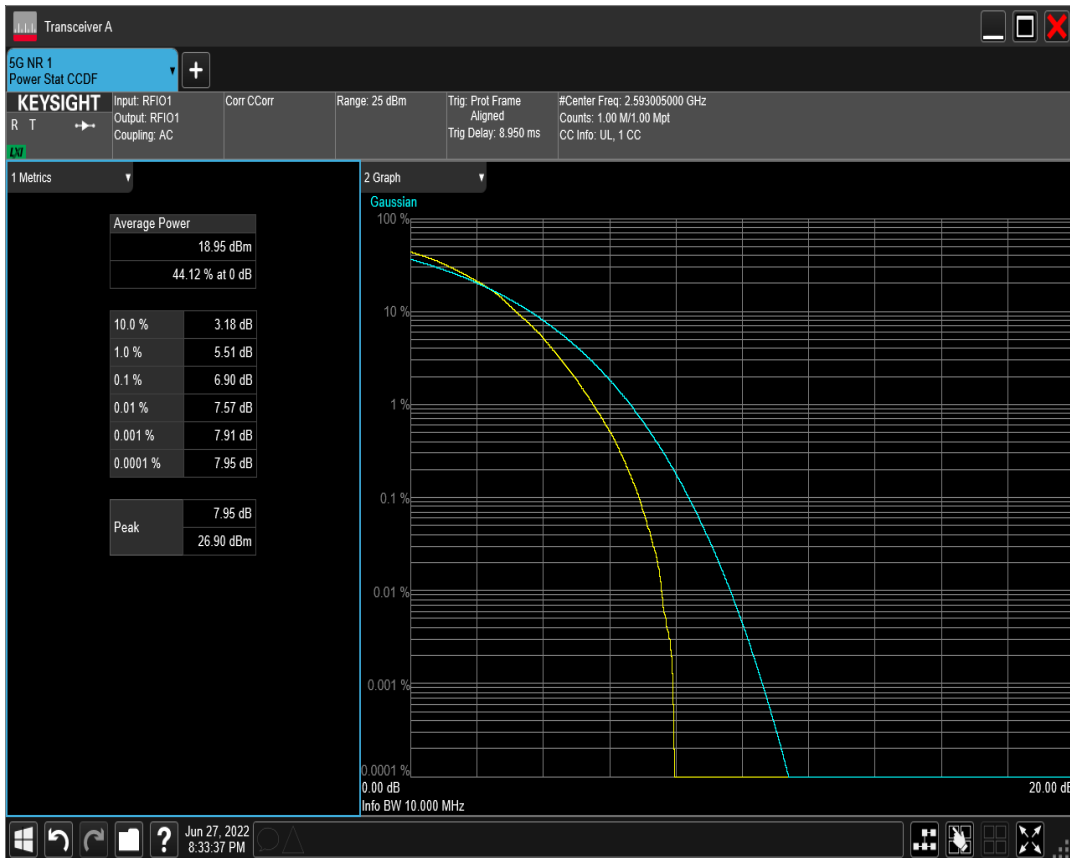 Transceiver A
5G NR 1
Power Stat CCDF
KEYSIGHT
R T
LXI
Input: RFIO1
Output: RFIO1
Coupling: AC
Corr CCorr
Range: 25 dBm
Trig: Prot Frame
Aligned
Trig Delay: 8.950 ms
#Center Freq: 2.593005000 GHz
Counts: 1.00 M/1.00 Mpt
CC Info: UL, 1 CC
1 Metrics
Average Power
18.95 dBm
44.12 % at 0 dB
10.0 % 3.18 dB
1.0 % 5.51 dB
0.1 % 6.90 dB
0.01 % 7.57 dB
0.001 % 7.91 dB
0.0001 % 7.95 dB
Peak
7.95 dB
26.90 dBm
2 Graph
Gaussian
100 %
10 %
1 %
0.1 %
0.01 %
0.001 %
0.0001 %
0.00 dB 20.00 dB
Info BW 10.000 MHz
Jun 27, 2022
8:33:37 PM